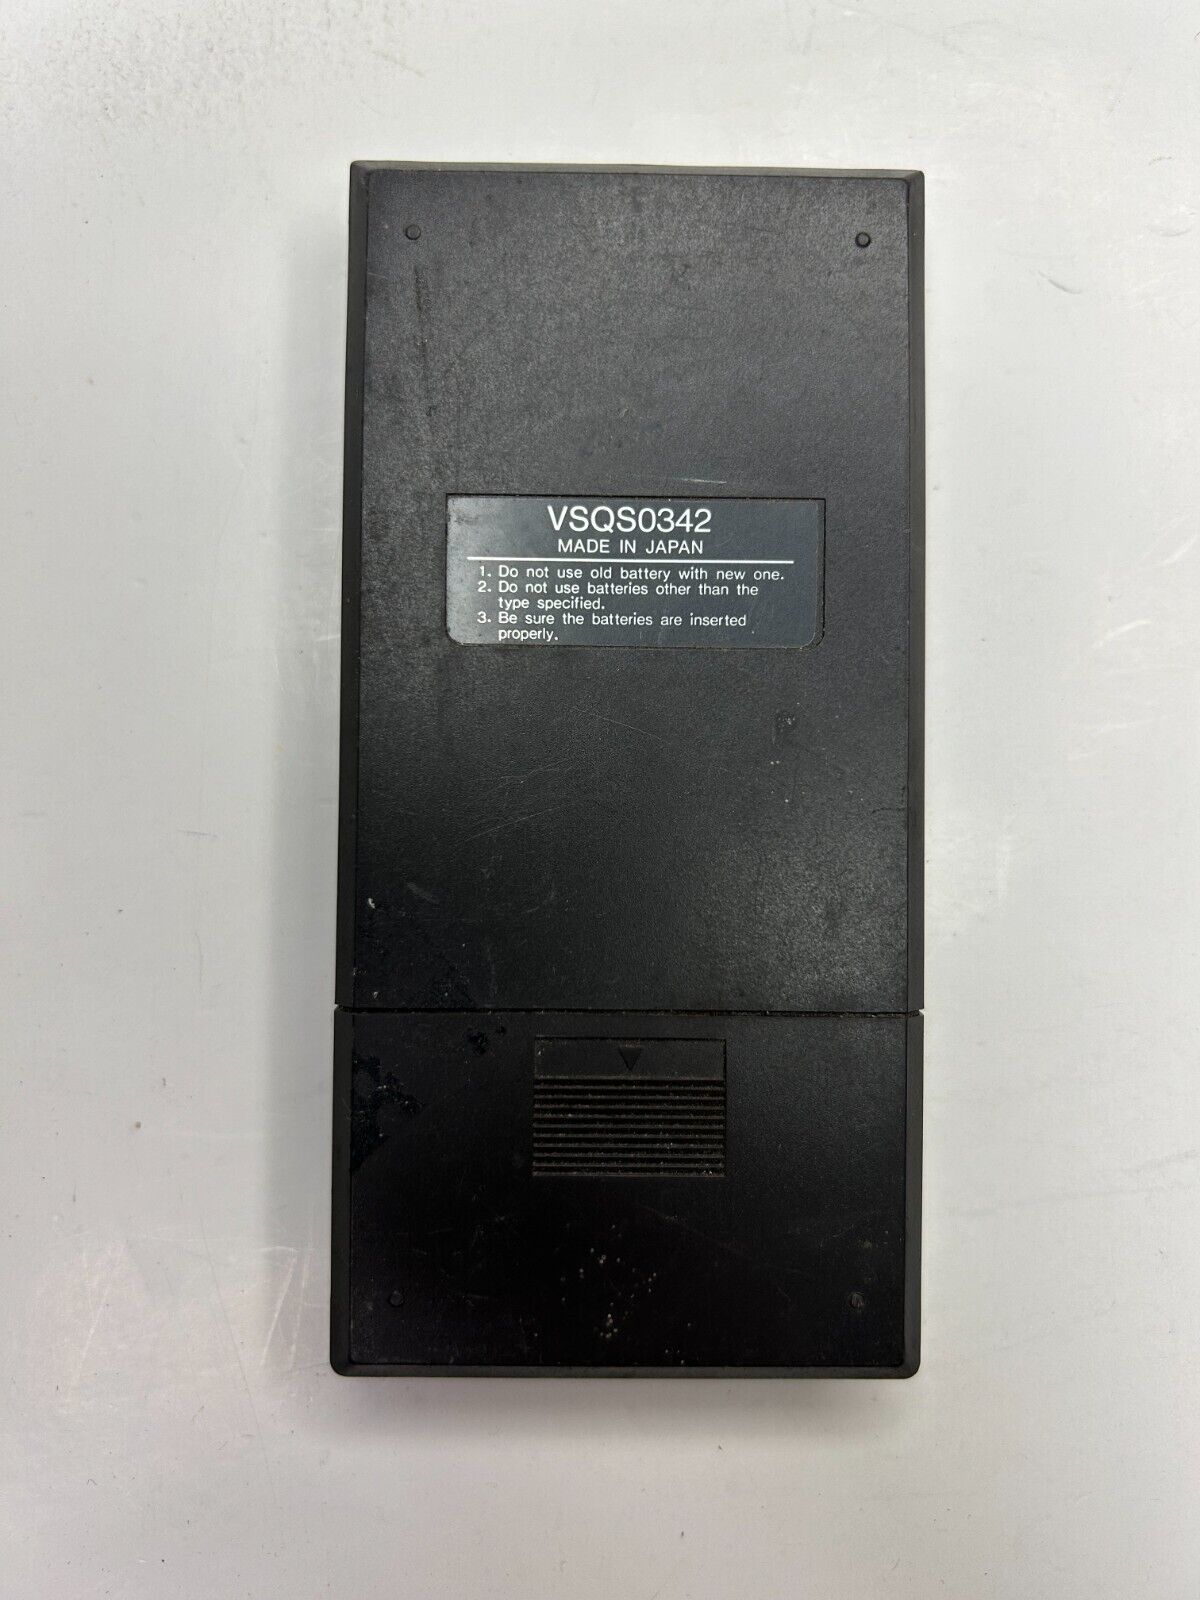 VSQS0342
MADE IN JAPAN
1. Do not use old battery with new one.
2. Do not use batteries other than the
type specified.
3. Be sure the batteries are inserted
properly.